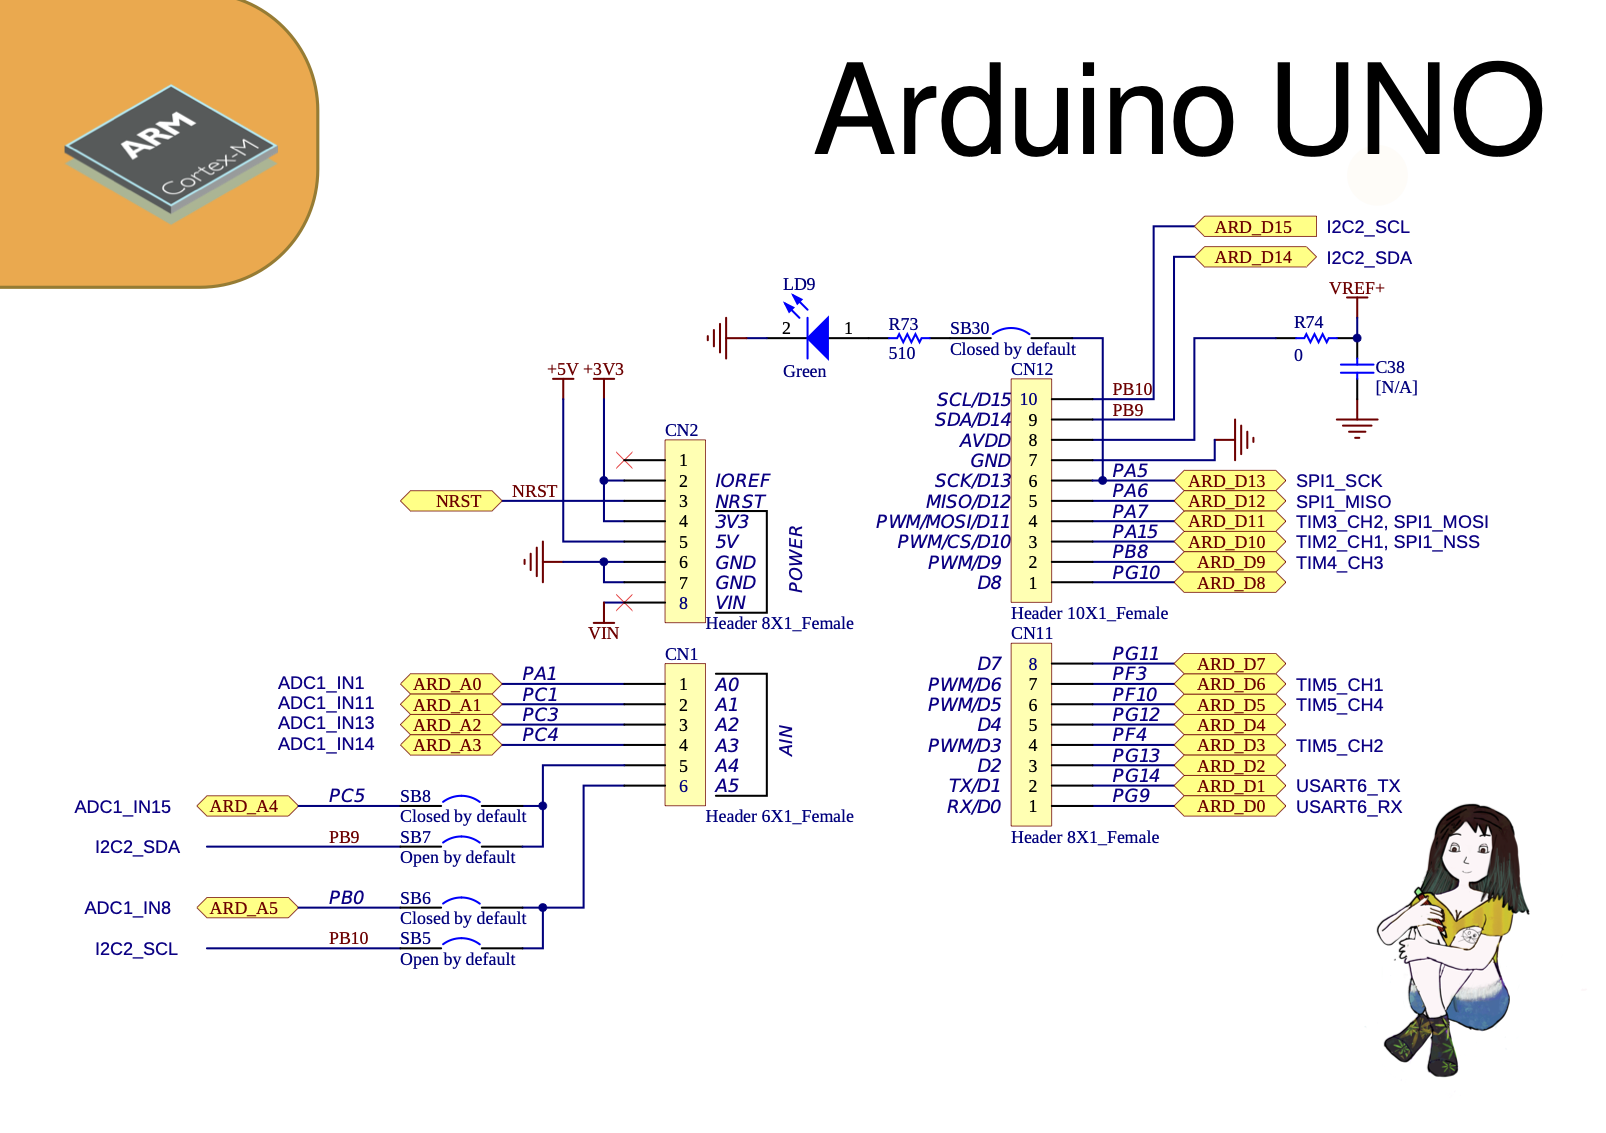 Arduino UNO
ARM
Cortex-M
ARD_D15 I2C2_SCL
ARD_D14 I2C2_SDA
VREF+
LD9
2 1
Green
R73
510
SB30
Closed by default
R74
0
C38
[N/A]
CN12
SCL/D15 10 PB10
SDA/D14 9 PB9
AVDD 8
GND 7
SCK/D13 6 PA5 ARD_D13 SPI1_SCK
MISO/D12 5 PA6 ARD_D12 SPI1_MISO
PWM/MOSI/D11 4 PA7 ARD_D11 TIM3_CH2, SPI1_MOSI
PWM/CS/D10 3 PA15 ARD_D10 TIM2_CH1, SPI1_NSS
PWM/D9 2 PB8 ARD_D9 TIM4_CH3
D8 1 PG10 ARD_D8
Header 10X1_Female
+5V +3V3
CN2
1
2 IOREF
NRST NRST 3 NRST
4 3V3
5 5V
6 GND
7 GND
8 VIN
POWER
VIN
Header 8X1_Female
CN11
D7 8 PG11 ARD_D7
PWM/D6 7 PF3 ARD_D6 TIM5_CH1
PWM/D5 6 PF10 ARD_D5 TIM5_CH4
D4 5 PG12 ARD_D4
PWM/D3 4 PF4 ARD_D3 TIM5_CH2
D2 3 PG13 ARD_D2
TX/D1 2 PG14 ARD_D1 USART6_TX
RX/D0 1 PG9 ARD_D0 USART6_RX
Header 8X1_Female
CN1
ADC1_IN1 ARD_A0 PA1 1 A0
ADC1_IN11 ARD_A1 PC1 2 A1
ADC1_IN13 ARD_A2 PC3 3 A2
ADC1_IN14 ARD_A3 PC4 4 A3
5 A4
6 A5
AIN
Header 6X1_Female
ADC1_IN15 ARD_A4 PC5 SB8
Closed by default
I2C2_SDA PB9 SB7
Open by default
ADC1_IN8 ARD_A5 PB0 SB6
Closed by default
I2C2_SCL PB10 SB5
Open by default